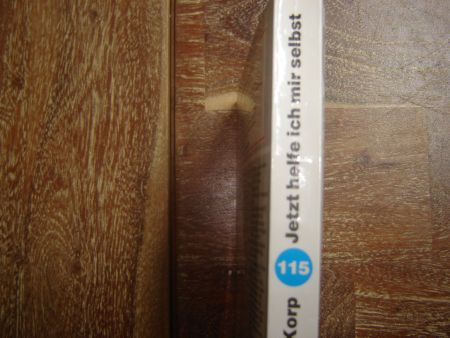 Korp 115 Jetzt helfe ich mir selbst